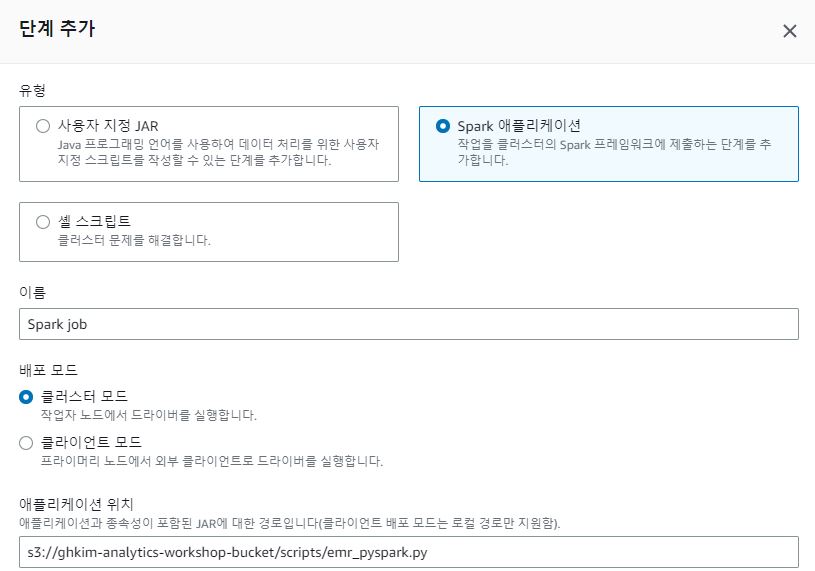 단계 추가
유형
사용자 지정 JAR
Java 프로그래밍 언어를 사용하여 데이터 처리를 위한 사용자
지정 스크립트를 작성할 수 있는 단계를 추가합니다.
Spark 애플리케이션
작업을 클러스터의 Spark 프레임워크에 제출하는 단계를 추
가합니다.
셸 스크립트
클러스터 문제를 해결합니다.
이름
Spark job
배포 모드
클러스터 모드
작업자 노드에서 드라이버를 실행합니다.
클라이언트 모드
프라이머리 노드에서 외부 클라이언트로 드라이버를 실행합니다.
애플리케이션 위치
애플리케이션과 종속성이 포함된 JAR에 대한 경로입니다(클라이언트 배포 모드는 로컬 경로만 지원함).
s3://ghkim-analytics-workshop-bucket/scripts/emr_pyspark.py